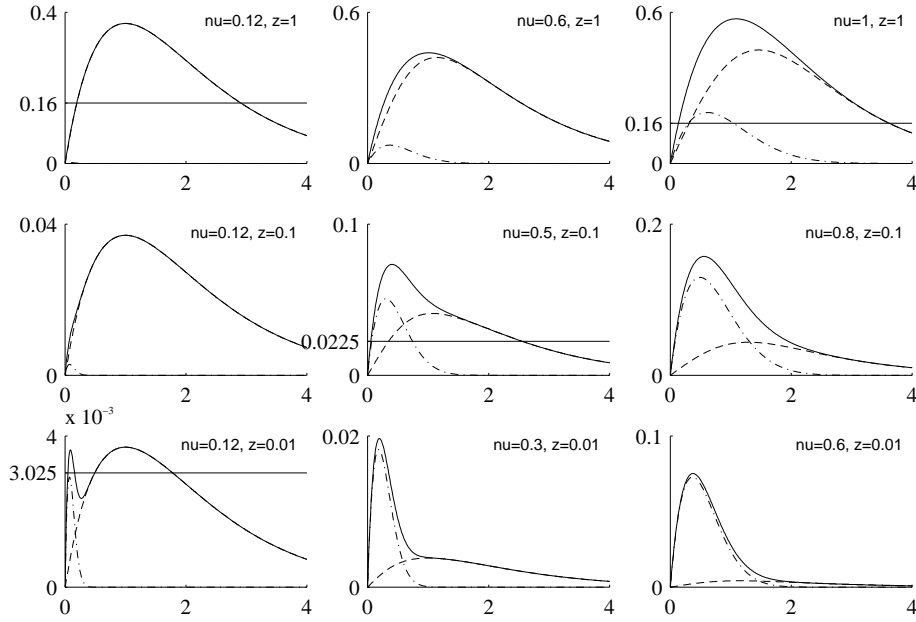 0.4
nu=0.12, z=1
0.16
0
0 2 4
0.6
nu=0.6, z=1
0
0 2 4
0.6
nu=1, z=1
0.16
0
0 2 4
0.04
nu=0.12, z=0.1
0
0 2 4
0.1
nu=0.5, z=0.1
0.0225
0
0 2 4
0.2
nu=0.8, z=0.1
0
0 2 4
x 10⁻³
4
nu=0.12, z=0.01
3.025
0
0 2 4
0.02
nu=0.3, z=0.01
0
0 2 4
0.1
nu=0.6, z=0.01
0
0 2 4